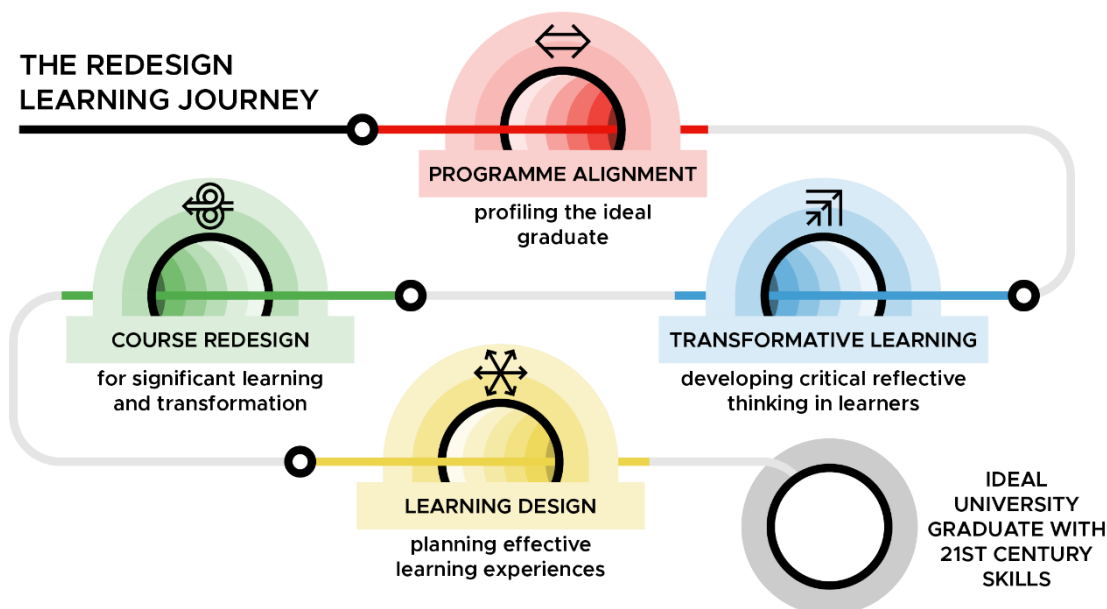 THE REDESIGN
LEARNING JOURNEY
PROGRAMME ALIGNMENT
profiling the ideal
graduate
TRANSFORMATIVE LEARNING
developing critical reflective
thinking in learners
COURSE REDESIGN
for significant learning
and transformation
LEARNING DESIGN
planning effective
learning experiences
IDEAL
UNIVERSITY
GRADUATE WITH
21ST CENTURY
SKILLS